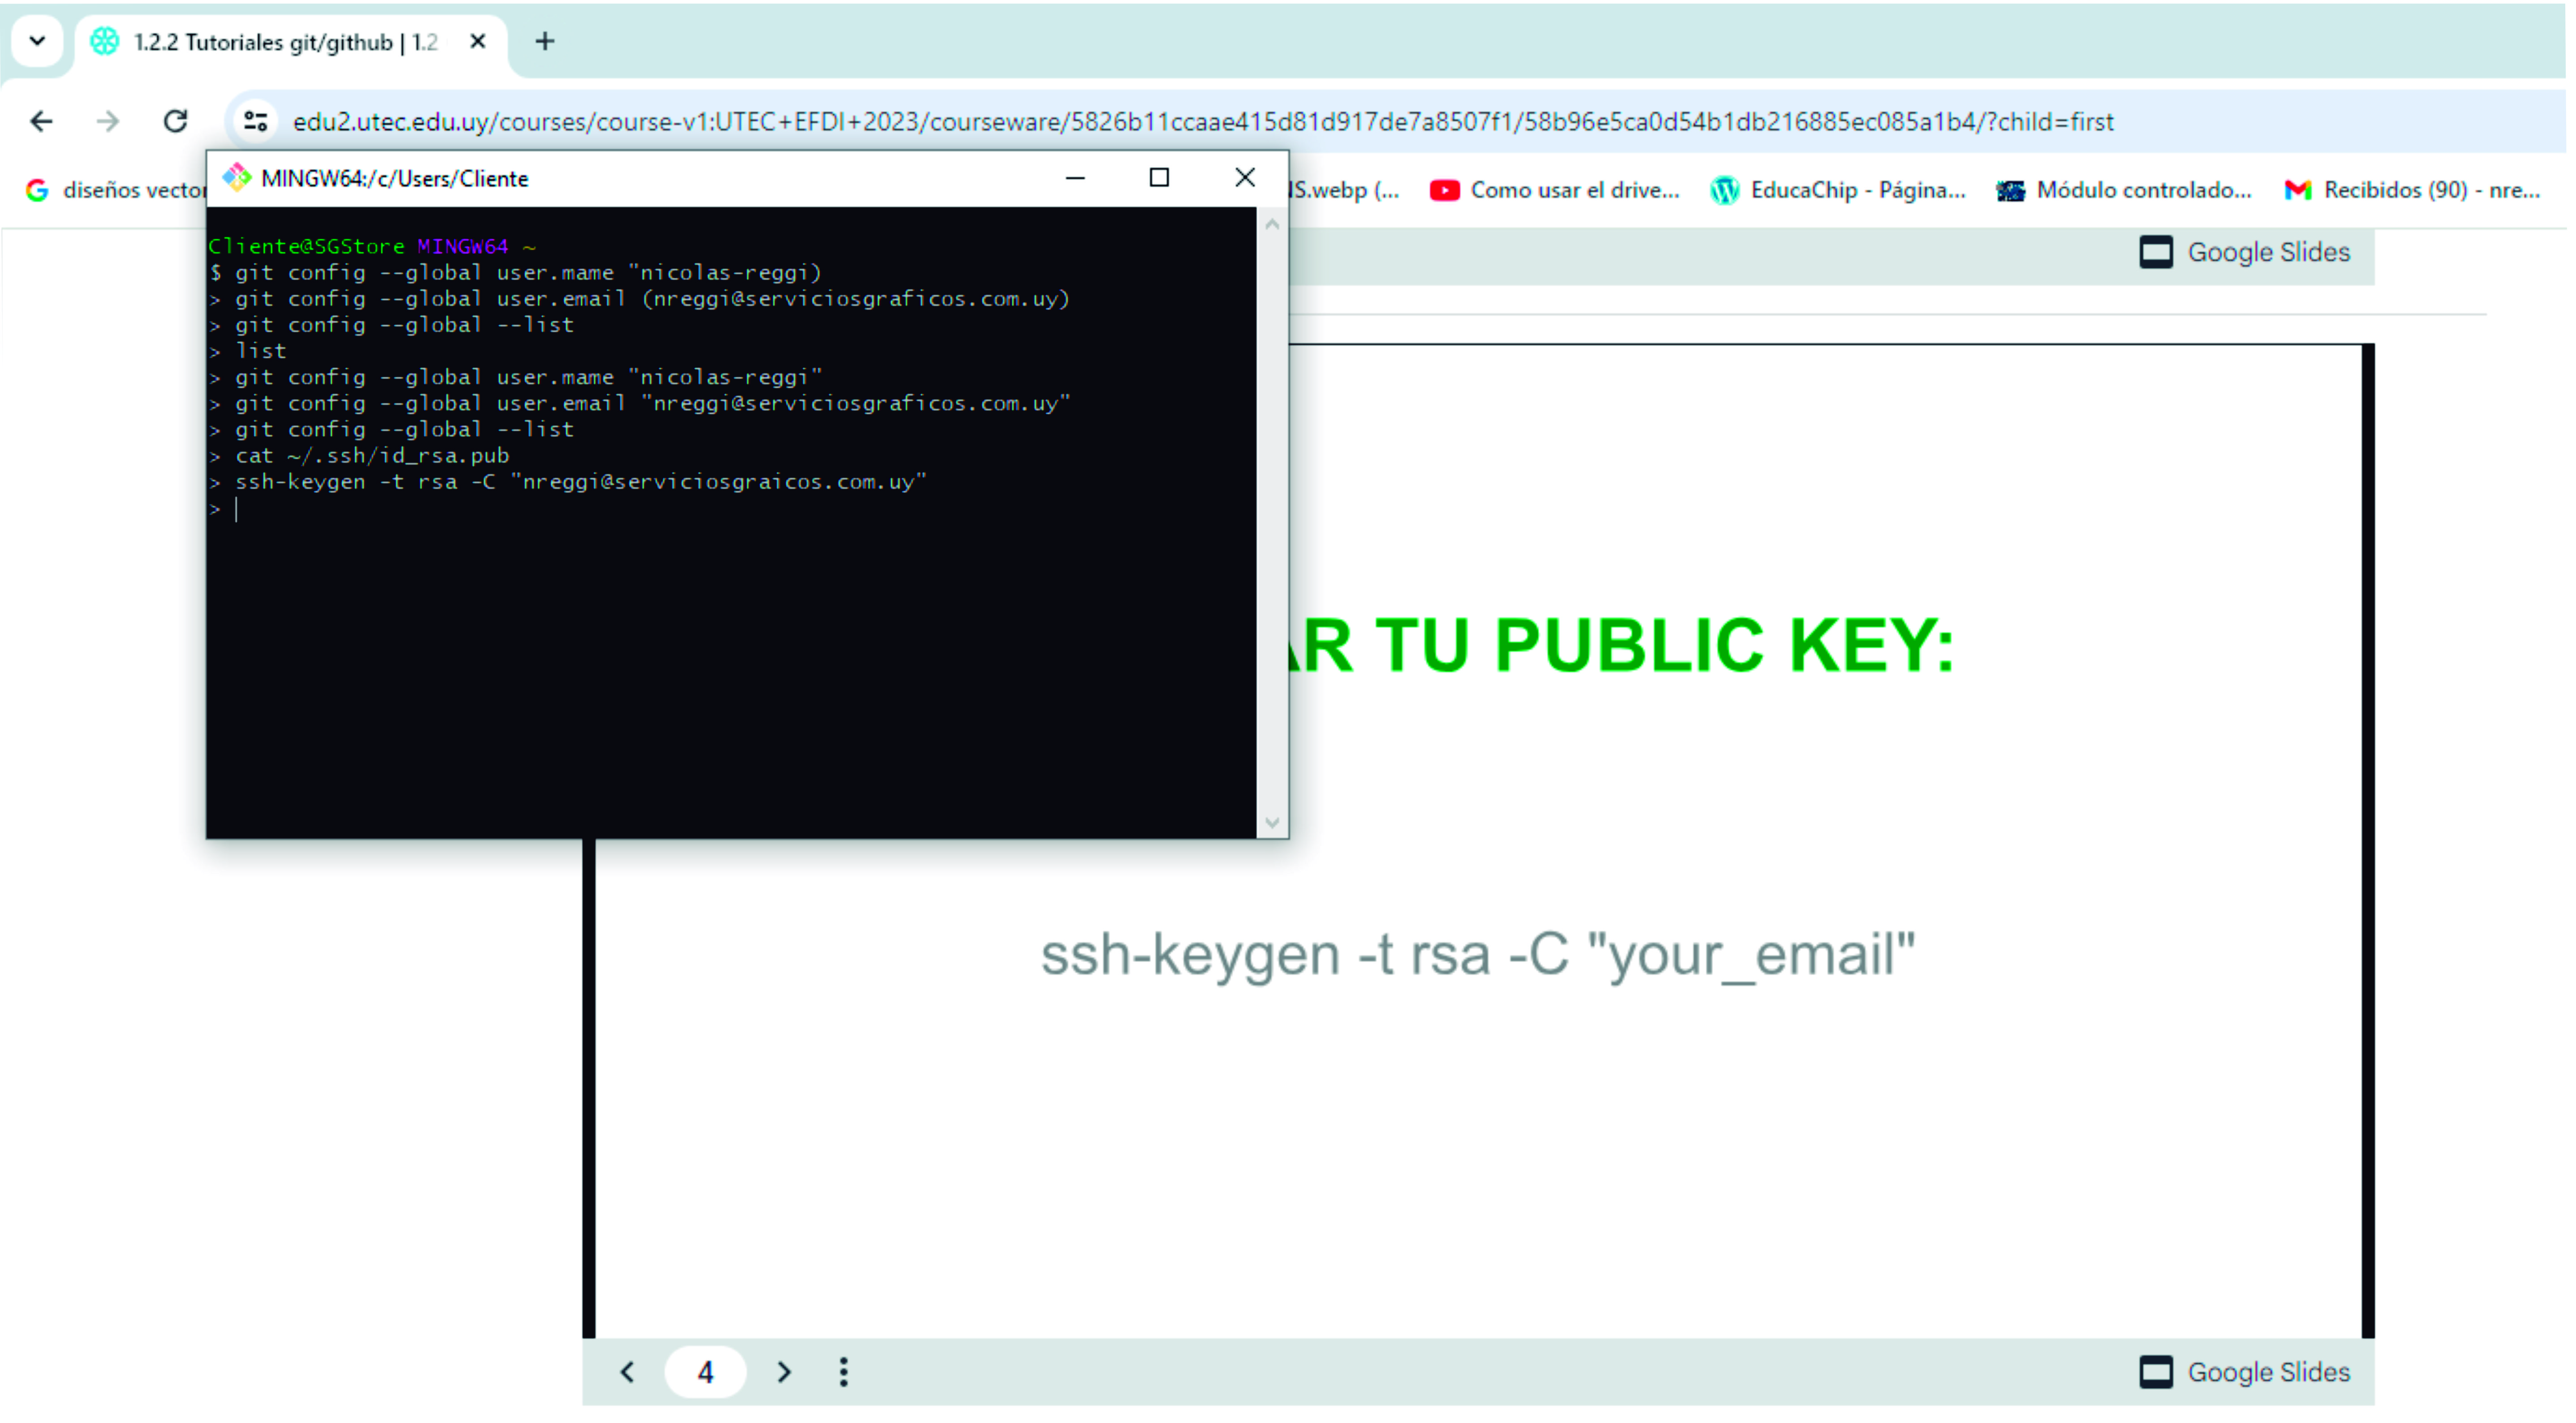 1.2.2 Tutoriales git/github | 1.2
edu2.utec.edu.uy/courses/course-v1:UTEC+EFDI+2023/courseware/5826b11ccaae415d81d917de7a8507f1/58b96e5ca0d54b1db216885ec085a1b4/?child=first
diseños vector
IS.webp (...
Como usar el drive...
EducaChip - Página...
Módulo controlado...
Recibidos (90) - nre...
MINGW64:/c/Users/Cliente
Cliente@SGStore MINGW64 ~
$ git config --global user.mame "nicolas-reggi)
> git config --global user.email (nreggi@serviciosgraficos.com.uy)
> git config --global --list
> list
> git config --global user.mame "nicolas-reggi"
> git config --global user.email "nreggi@serviciosgraficos.com.uy"
> git config --global --list
> cat ~/.ssh/id_rsa.pub
> ssh-keygen -t rsa -C "nreggi@serviciosgraicos.com.uy"
>
Google Slides
AR TU PUBLIC KEY:
ssh-keygen -t rsa -C "your_email"
4
Google Slides